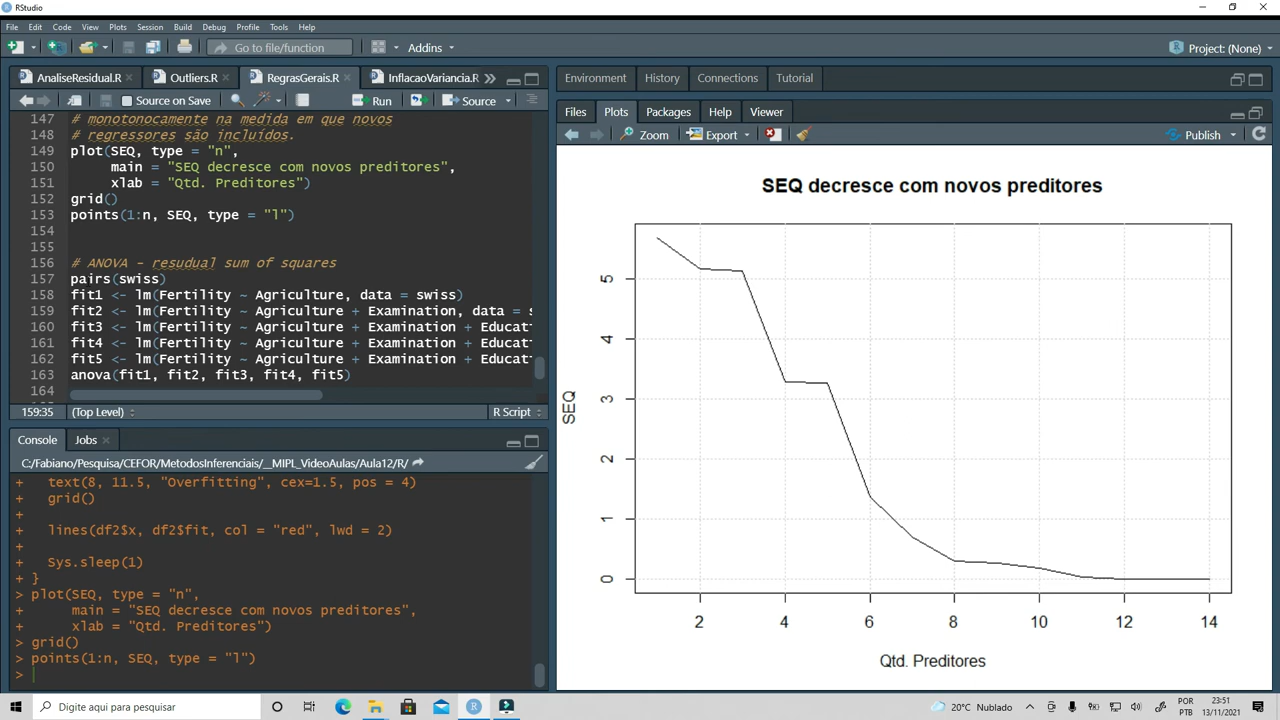 RStudio
File Edit Code View Plots Session Build Debug Profile Tools Help
Go to file/function Addins Project: (None)
AnaliseResidual.R Outliers.R RegrasGerais.R InflacaoVariancia.R
Source on Save Run Source
147 # monotonocamente na medida em que novos
148 # regressores são incluídos.
149 plot(SEQ, type = "n",
150 main = "SEQ decresce com novos preditores",
151 xlab = "Qtd. Preditores")
152 grid()
153 points(1:n, SEQ, type = "l")
154
155
156 # ANOVA - resudual sum of squares
157 pairs(swiss)
158 fit1 <- lm(Fertility ~ Agriculture, data = swiss)
159 fit2 <- lm(Fertility ~ Agriculture + Examination, data = s
160 fit3 <- lm(Fertility ~ Agriculture + Examination + Educat
161 fit4 <- lm(Fertility ~ Agriculture + Examination + Educat
162 fit5 <- lm(Fertility ~ Agriculture + Examination + Educat
163 anova(fit1, fit2, fit3, fit4, fit5)
164
159:35 (Top Level) R Script
Console Jobs
C:/Fabiano/Pesquisa/CEFOR/MetodosInferenciais/__MIPL_VideoAulas/Aula12/R/
+ text(8, 11.5, "Overfitting", cex=1.5, pos = 4)
+ grid()
+
+ lines(df2$x, df2$fit, col = "red", lwd = 2)
+
+ Sys.sleep(1)
+ }
> plot(SEQ, type = "n",
+ main = "SEQ decresce com novos preditores",
+ xlab = "Qtd. Preditores")
> grid()
> points(1:n, SEQ, type = "l")
>
Environment History Connections Tutorial
Files Plots Packages Help Viewer
Zoom Export Publish
SEQ decresce com novos preditores
SEQ
5
4
3
2
1
0
2 4 6 8 10 12 14
Qtd. Preditores
Digite aqui para pesquisar
20°C Nublado
POR
PTB
23:51
13/11/2021